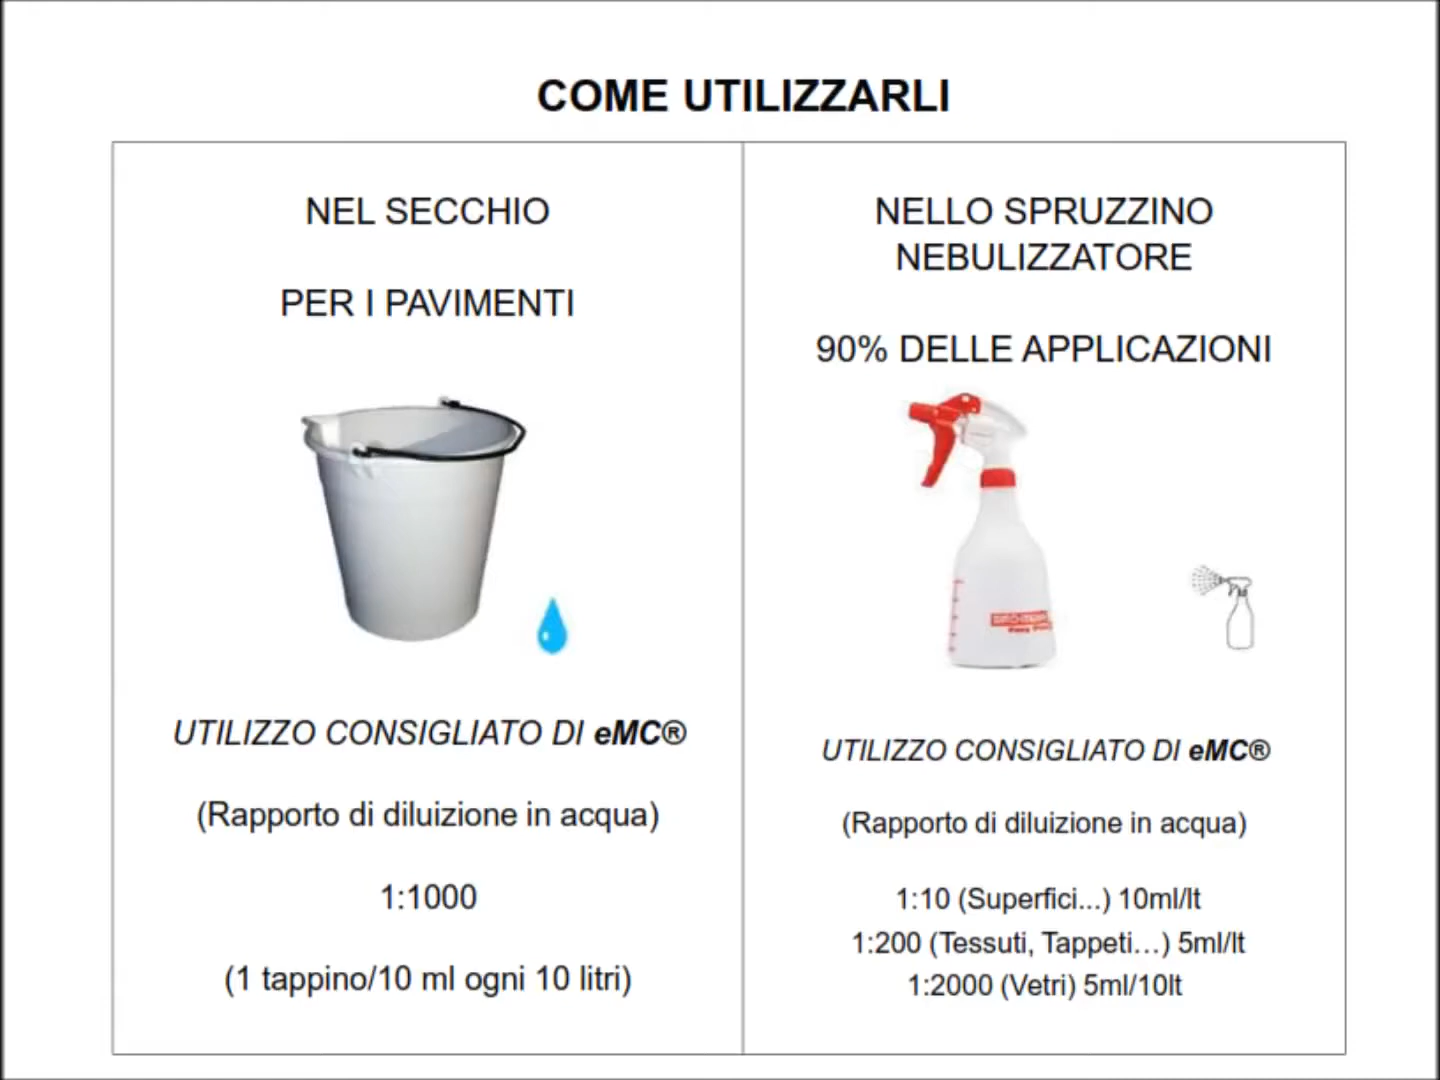 COME UTILIZZARLI
NEL SECCHIO
PER I PAVIMENTI
UTILIZZO CONSIGLIATO DI eMC®
(Rapporto di diluizione in acqua)
1:1000
(1 tappino/10 ml ogni 10 litri)
NELLO SPRUZZINO
NEBULIZZATORE
90% DELLE APPLICAZIONI
UTILIZZO CONSIGLIATO DI eMC®
(Rapporto di diluizione in acqua)
1:10 (Superfici...) 10ml/lt
1:200 (Tessuti, Tappeti…) 5ml/lt
1:2000 (Vetri) 5ml/10lt